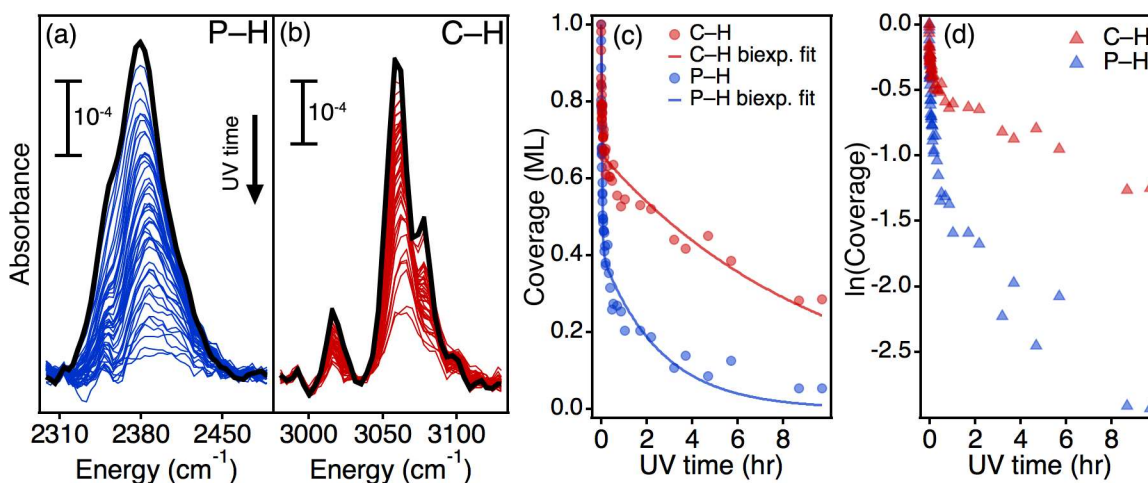 (a)
P–H
10⁻⁴
UV time
Absorbance
2310 2380 2450
Energy (cm⁻¹)
(b)
C–H
10⁻⁴
3000 3050 3100
Energy (cm⁻¹)
(c)
C–H
C–H biexp. fit
P–H
P–H biexp. fit
Coverage (ML)
1.0
0.8
0.6
0.4
0.2
0.0
0 2 4 6 8
UV time (hr)
(d)
C–H
P–H
ln(Coverage)
0.0
-0.5
-1.0
-1.5
-2.0
-2.5
0 2 4 6 8
UV time (hr)